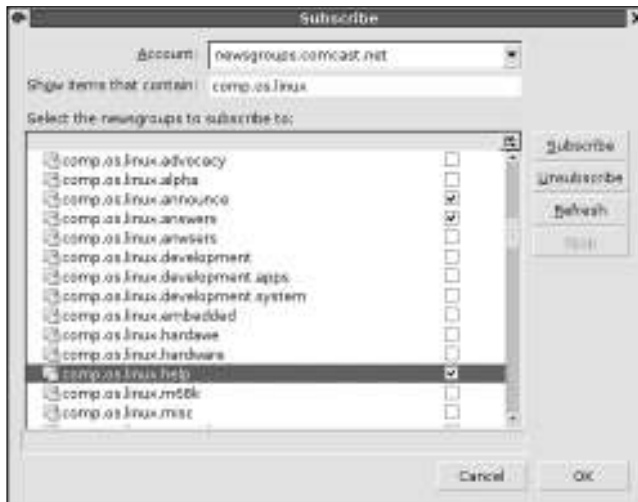 Subscribe
Account: newsgroups.comcast.net
Show items that contain: comp.os.linux
Select the newsgroups to subscribe to:
comp.os.linux.advocacy
comp.os.linux.alpha
comp.os.linux.announce
comp.os.linux.answers
comp.os.linux.anwsers
comp.os.linux.development
comp.os.linux.development.apps
comp.os.linux.development.system
comp.os.linux.embedded
comp.os.linux.hardawe
comp.os.linux.hardware
comp.os.linux.help
comp.os.linux.m68k
comp.os.linux.misc
Subscribe
Unsubscribe
Refresh
Stop
Cancel
OK